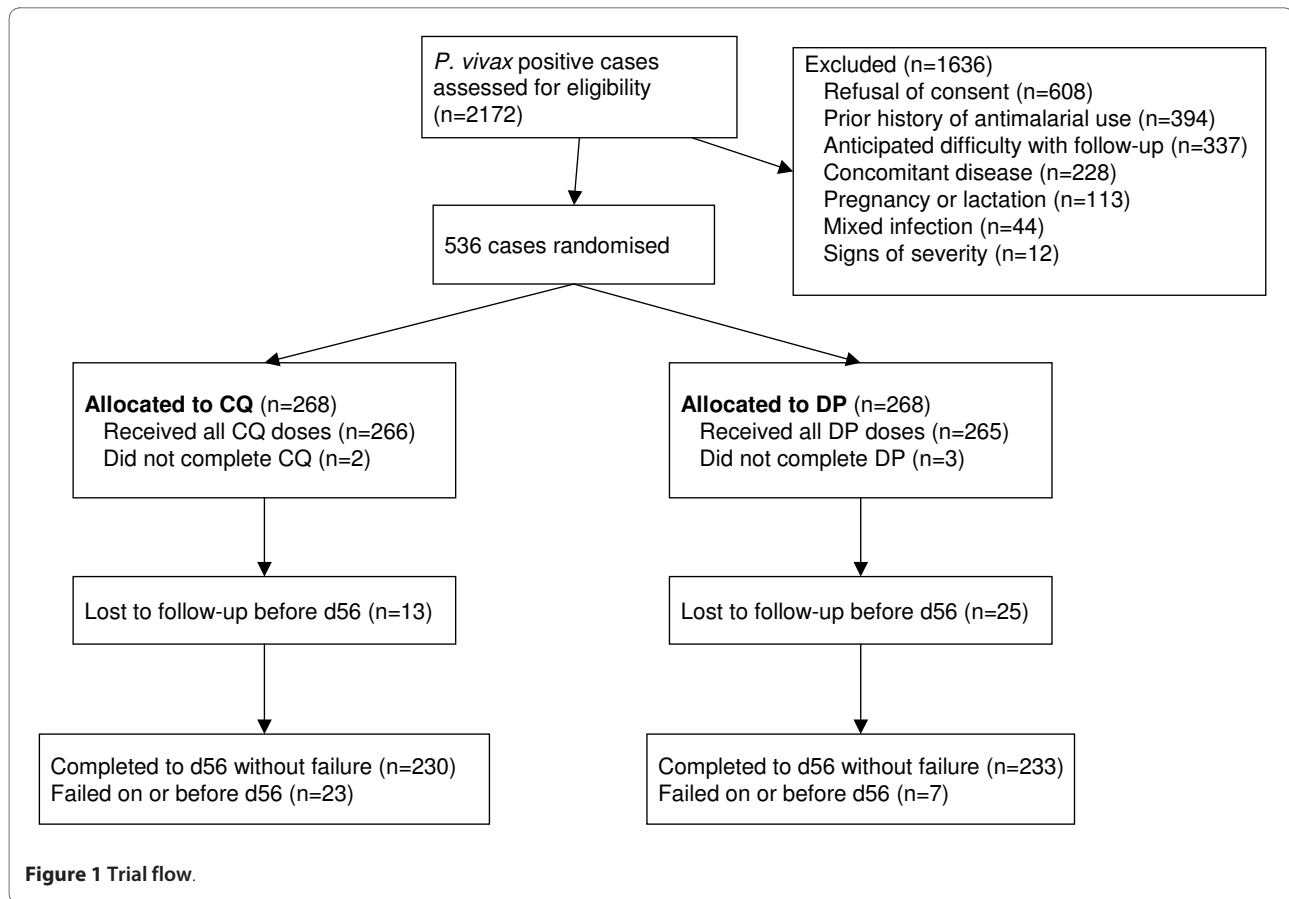 P. vivax positive cases
assessed for eligibility
(n=2172)
Excluded (n=1636)
Refusal of consent (n=608)
Prior history of antimalarial use (n=394)
Anticipated difficulty with follow-up (n=337)
Concomitant disease (n=228)
Pregnancy or lactation (n=113)
Mixed infection (n=44)
Signs of severity (n=12)
536 cases randomised
Allocated to CQ (n=268)
Received all CQ doses (n=266)
Did not complete CQ (n=2)
Allocated to DP (n=268)
Received all DP doses (n=265)
Did not complete DP (n=3)
Lost to follow-up before d56 (n=13)
Lost to follow-up before d56 (n=25)
Completed to d56 without failure (n=230)
Failed on or before d56 (n=23)
Completed to d56 without failure (n=233)
Failed on or before d56 (n=7)
Figure 1 Trial flow.